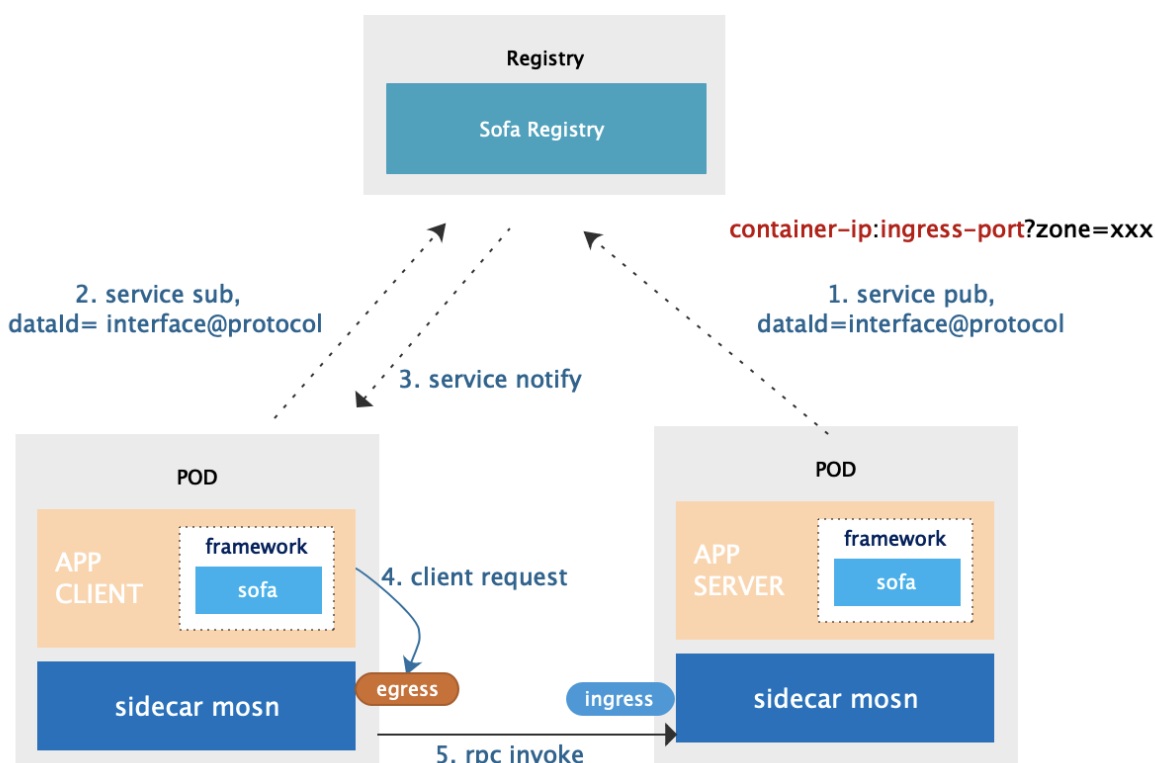 Registry
Sofa Registry
container-ip:ingress-port?zone=xxx
2. service sub,
dataId= interface@protocol
1. service pub,
dataId=interface@protocol
3. service notify
POD
framework
sofa
APP
CLIENT
4. client request
sidecar mosn
egress
POD
framework
sofa
APP
SERVER
ingress
sidecar mosn
5. rpc invoke